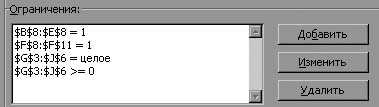 Ограничения:
$B$8:$E$8 = 1
$F$8:$F$11 = 1
$G$3:$J$6 = целое
$G$3:$J$6 >= 0
Добавить
Изменить
Удалить